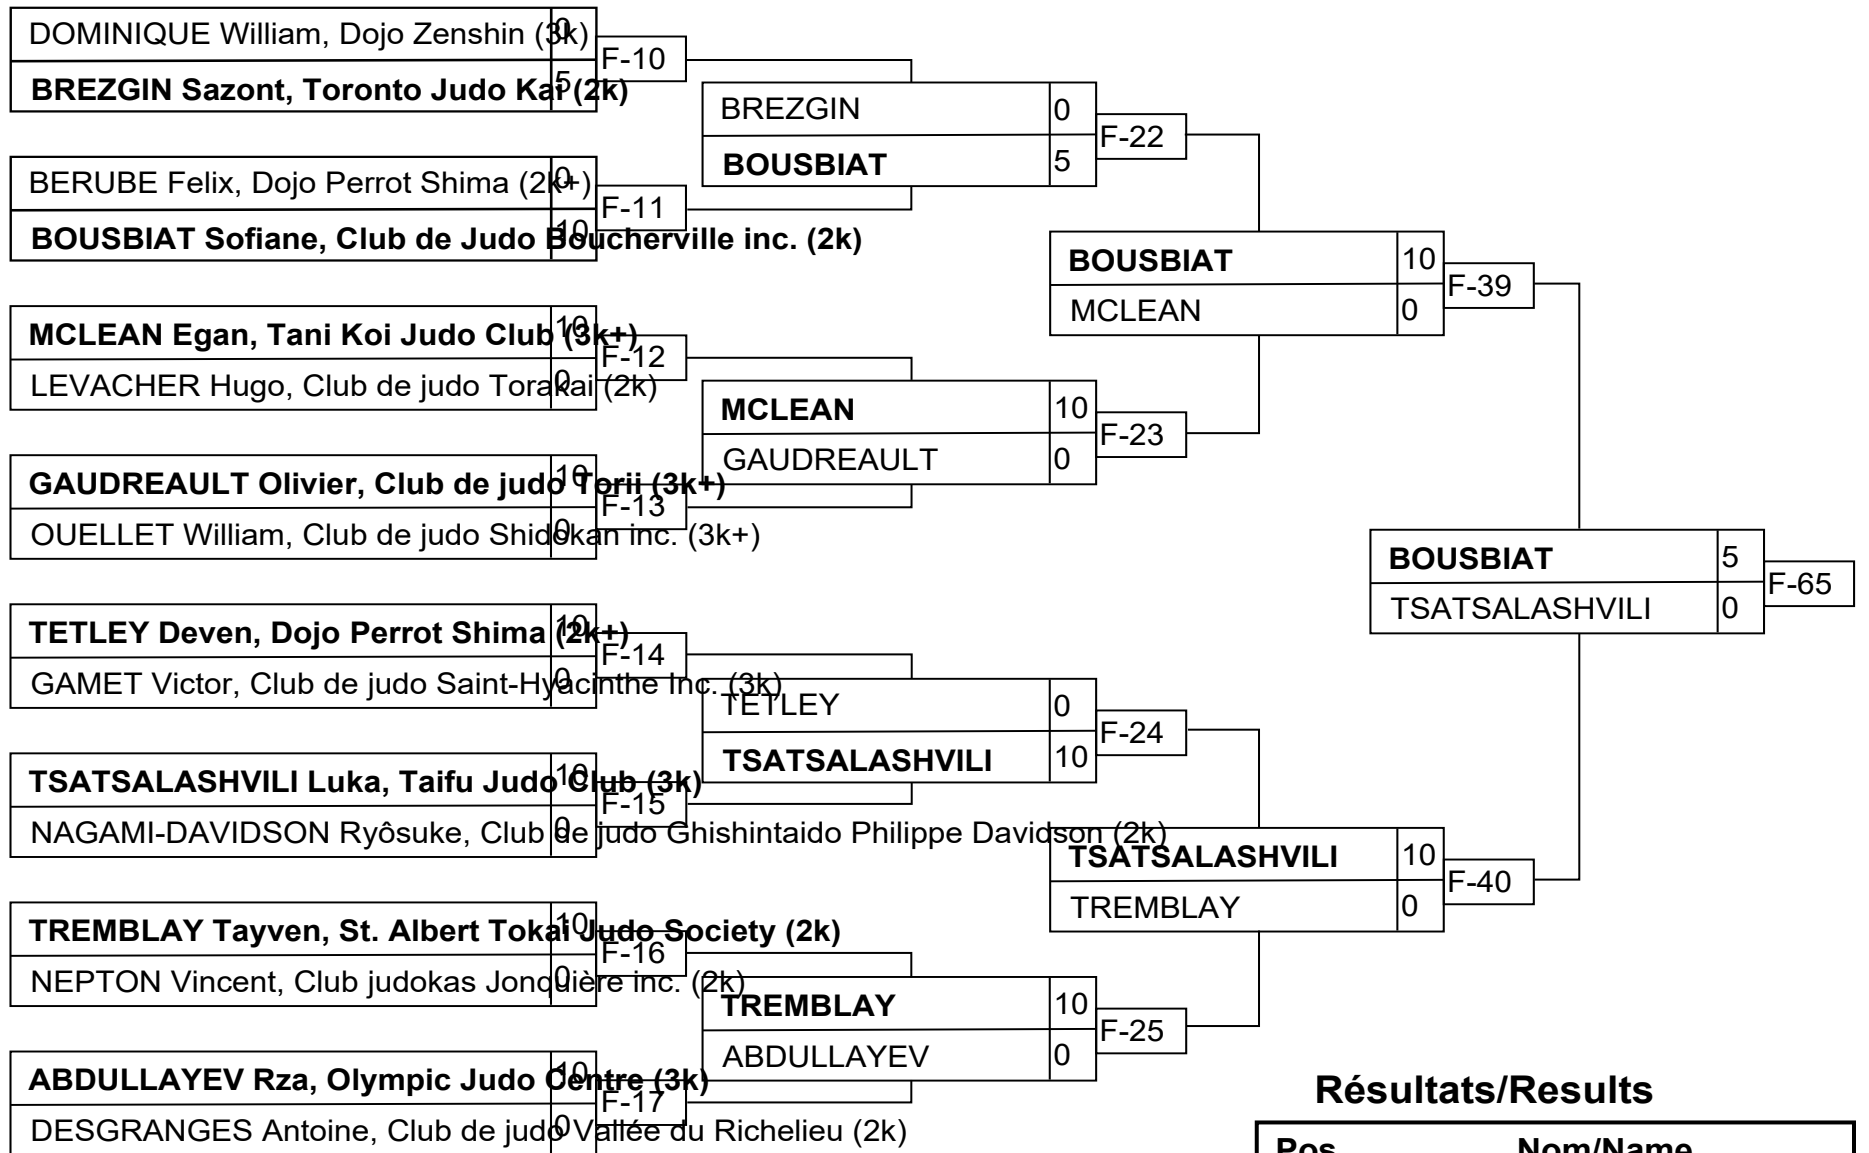 DOMINIQUE William, Dojo Zenshin (3k) 0
F-10
BREZGIN Sazont, Toronto Judo Kai (2k) 5
BREZGIN 0
F-22
BOUSBIAT 5
BERUBE Felix, Dojo Perrot Shima (2k+) 0
F-11
BOUSBIAT Sofiane, Club de Judo Boucherville inc. (2k) 10
BOUSBIAT 10
F-39
MCLEAN 0
MCLEAN Egan, Tani Koi Judo Club (3k+) 10
F-12
LEVACHER Hugo, Club de judo Torakai (2k) 0
MCLEAN 10
F-23
GAUDREAULT 0
GAUDREAULT Olivier, Club de judo Torii (3k+) 10
F-13
OUELLET William, Club de judo Shidokan inc. (3k+) 0
BOUSBIAT 5
F-65
TSATSALASHVILI 0
TETLEY Deven, Dojo Perrot Shima (2k+) 10
F-14
GAMET Victor, Club de judo Saint-Hyacinthe Inc. (3k) 0
TETLEY 0
F-24
TSATSALASHVILI 10
TSATSALASHVILI Luka, Taifu Judo Club (3k) 10
F-15
NAGAMI-DAVIDSON Ryôsuke, Club de judo Ghishintaido Philippe Davidson (2k) 0
TSATSALASHVILI 10
F-40
TREMBLAY 0
TREMBLAY Tayven, St. Albert Tokai Judo Society (2k) 10
F-16
NEPTON Vincent, Club judokas Jonquière inc. (2k) 0
TREMBLAY 10
F-25
ABDULLAYEV 0
ABDULLAYEV Rza, Olympic Judo Centre (3k) 10
F-17
DESGRANGES Antoine, Club de judo Vallée du Richelieu (2k) 0
Résultats/Results
Pos Nom/Name